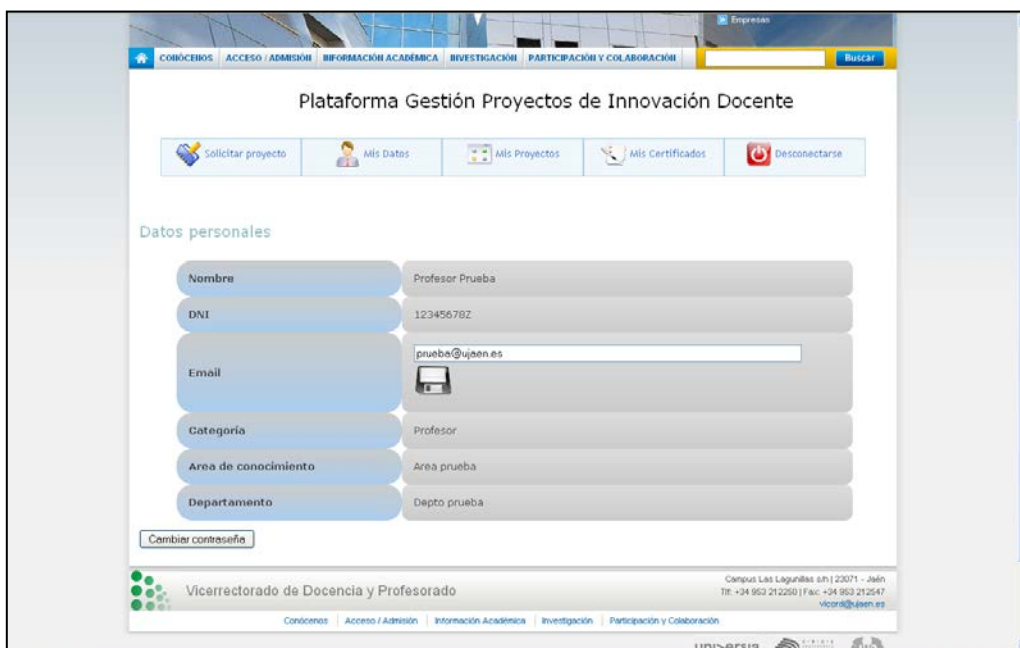 Empresas
CONÓCENOS ACCESO / ADMISIÓN INFORMACIÓN ACADÉMICA INVESTIGACIÓN PARTICIPACIÓN Y COLABORACIÓN Buscar
Plataforma Gestión Proyectos de Innovación Docente
Solicitar proyecto Mis Datos Mis Proyectos Mis Certificados Desconectarse
Datos personales
Nombre Profesor Prueba
DNI 12345678Z
Email prueba@ujaen.es
Categoría Profesor
Area de conocimiento Area prueba
Departamento Depto prueba
Cambiar contraseña
Vicerrectorado de Docencia y Profesorado
Campus Las Lagunillas s/n | 23071 - Jaén
Tlf: +34 953 212250 | Fax: +34 953 212547
vicord@ujaen.es
Conócenos Acceso / Admisión Información Académica Investigación Participación y Colaboración
universia